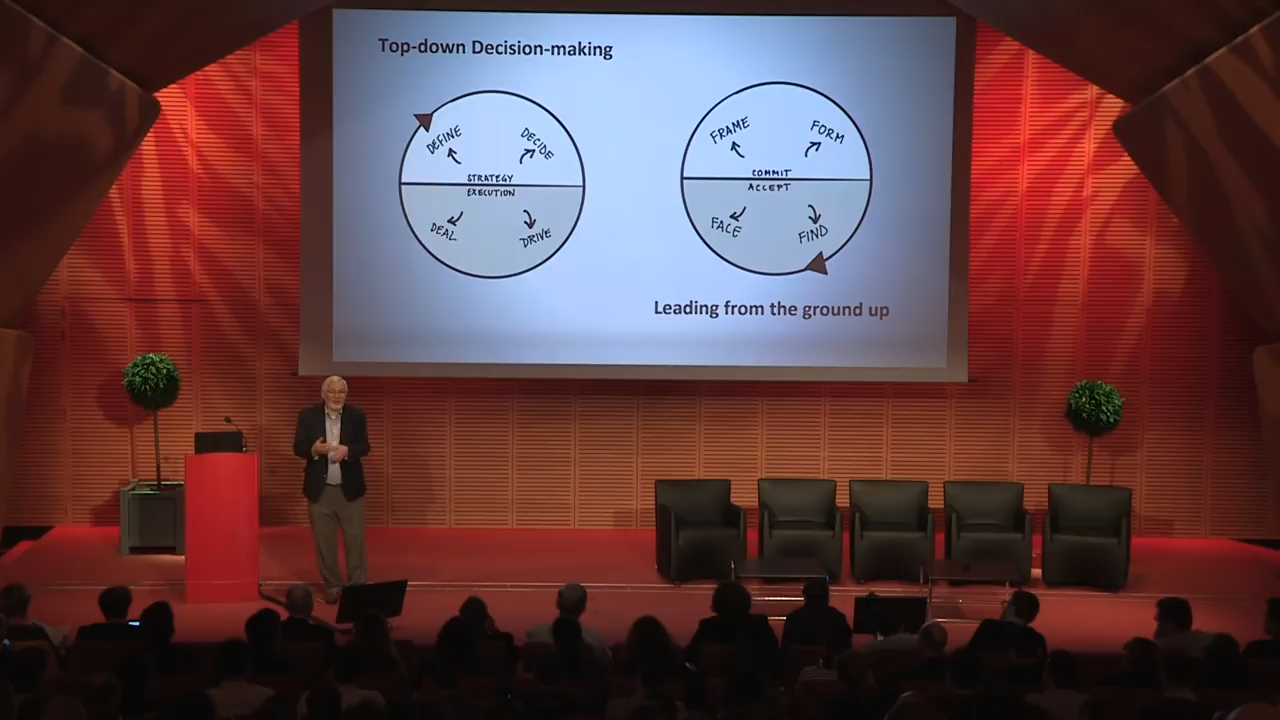 Top-down Decision-making
DEFINE
DECIDE
STRATEGY
EXECUTION
DEAL
DRIVE
FRAME
FORM
COMMIT
ACCEPT
FACE
FIND
Leading from the ground up